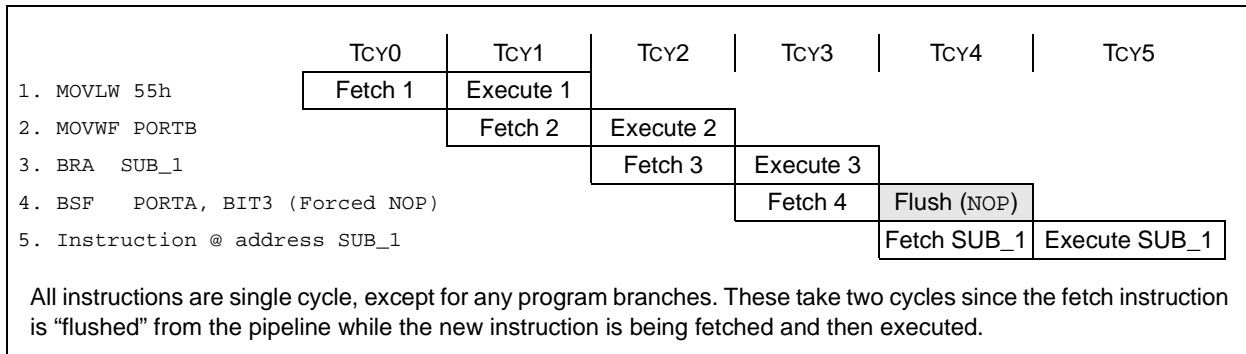 TCY0 TCY1 TCY2 TCY3 TCY4 TCY5
1. MOVLW 55h Fetch 1 Execute 1
2. MOVWF PORTB Fetch 2 Execute 2
3. BRA SUB_1 Fetch 3 Execute 3
4. BSF PORTA, BIT3 (Forced NOP) Fetch 4 Flush (NOP)
5. Instruction @ address SUB_1 Fetch SUB_1 Execute SUB_1
All instructions are single cycle, except for any program branches. These take two cycles since the fetch instruction
is “flushed” from the pipeline while the new instruction is being fetched and then executed.